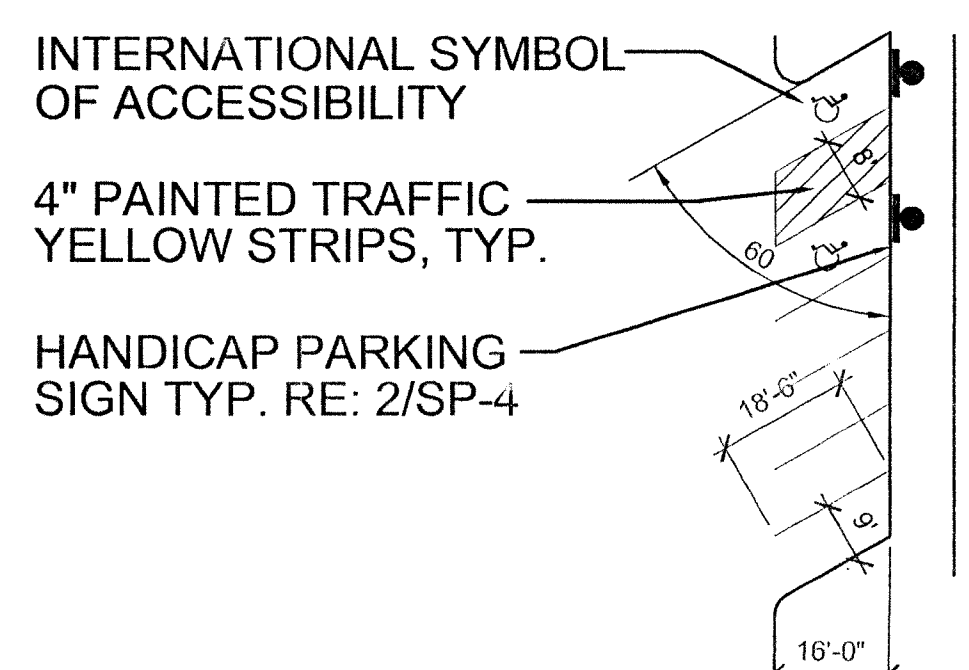 INTERNATIONAL SYMBOL
OF ACCESSIBILITY
8'
4" PAINTED TRAFFIC
YELLOW STRIPS, TYP.
60
HANDICAP PARKING
SIGN TYP. RE: 2/SP-4
18'-6"
9'
16'-0"